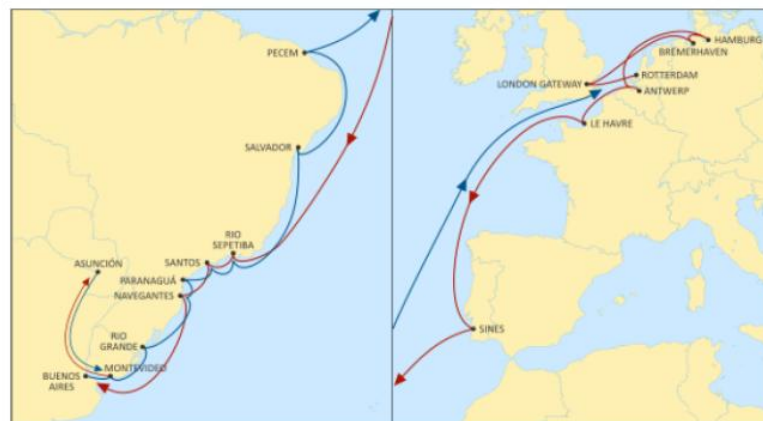 PECEM
SALVADOR
RIO
SEPETIBA
SANTOS
ASUNCIÓN
PARANAGUÁ
NAVEGANTES
RIO
GRANDE
MONTEVIDEO
BUENOS
AIRES
HAMBURG
BREMERHAVEN
LONDON GATEWAY
ROTTERDAM
ANTWERP
LE HAVRE
SINES